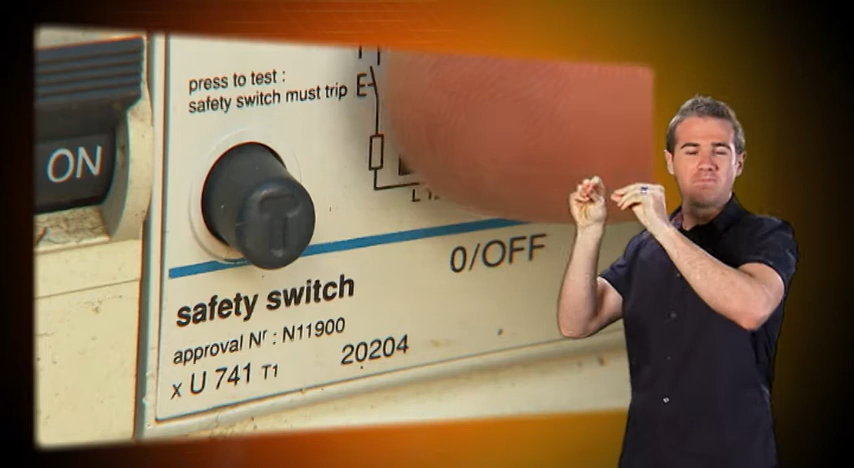 ON
press to test :
safety switch must trip
E
T
0/OFF
safety switch
approval Nr : N11900
20204
x U 741 T1